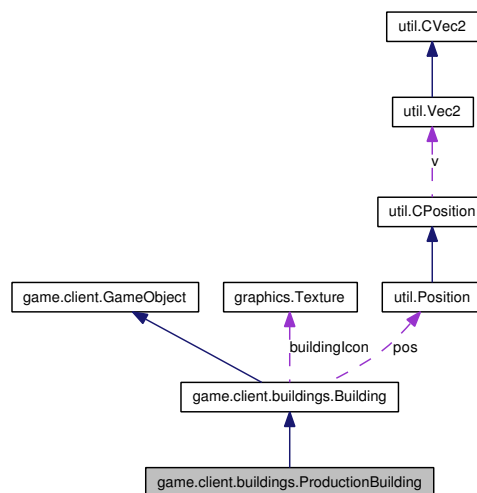 util.CVec2
util.Vec2
v
util.CPosition
game.client.GameObject
graphics.Texture
util.Position
buildingIcon
pos
game.client.buildings.Building
game.client.buildings.ProductionBuilding